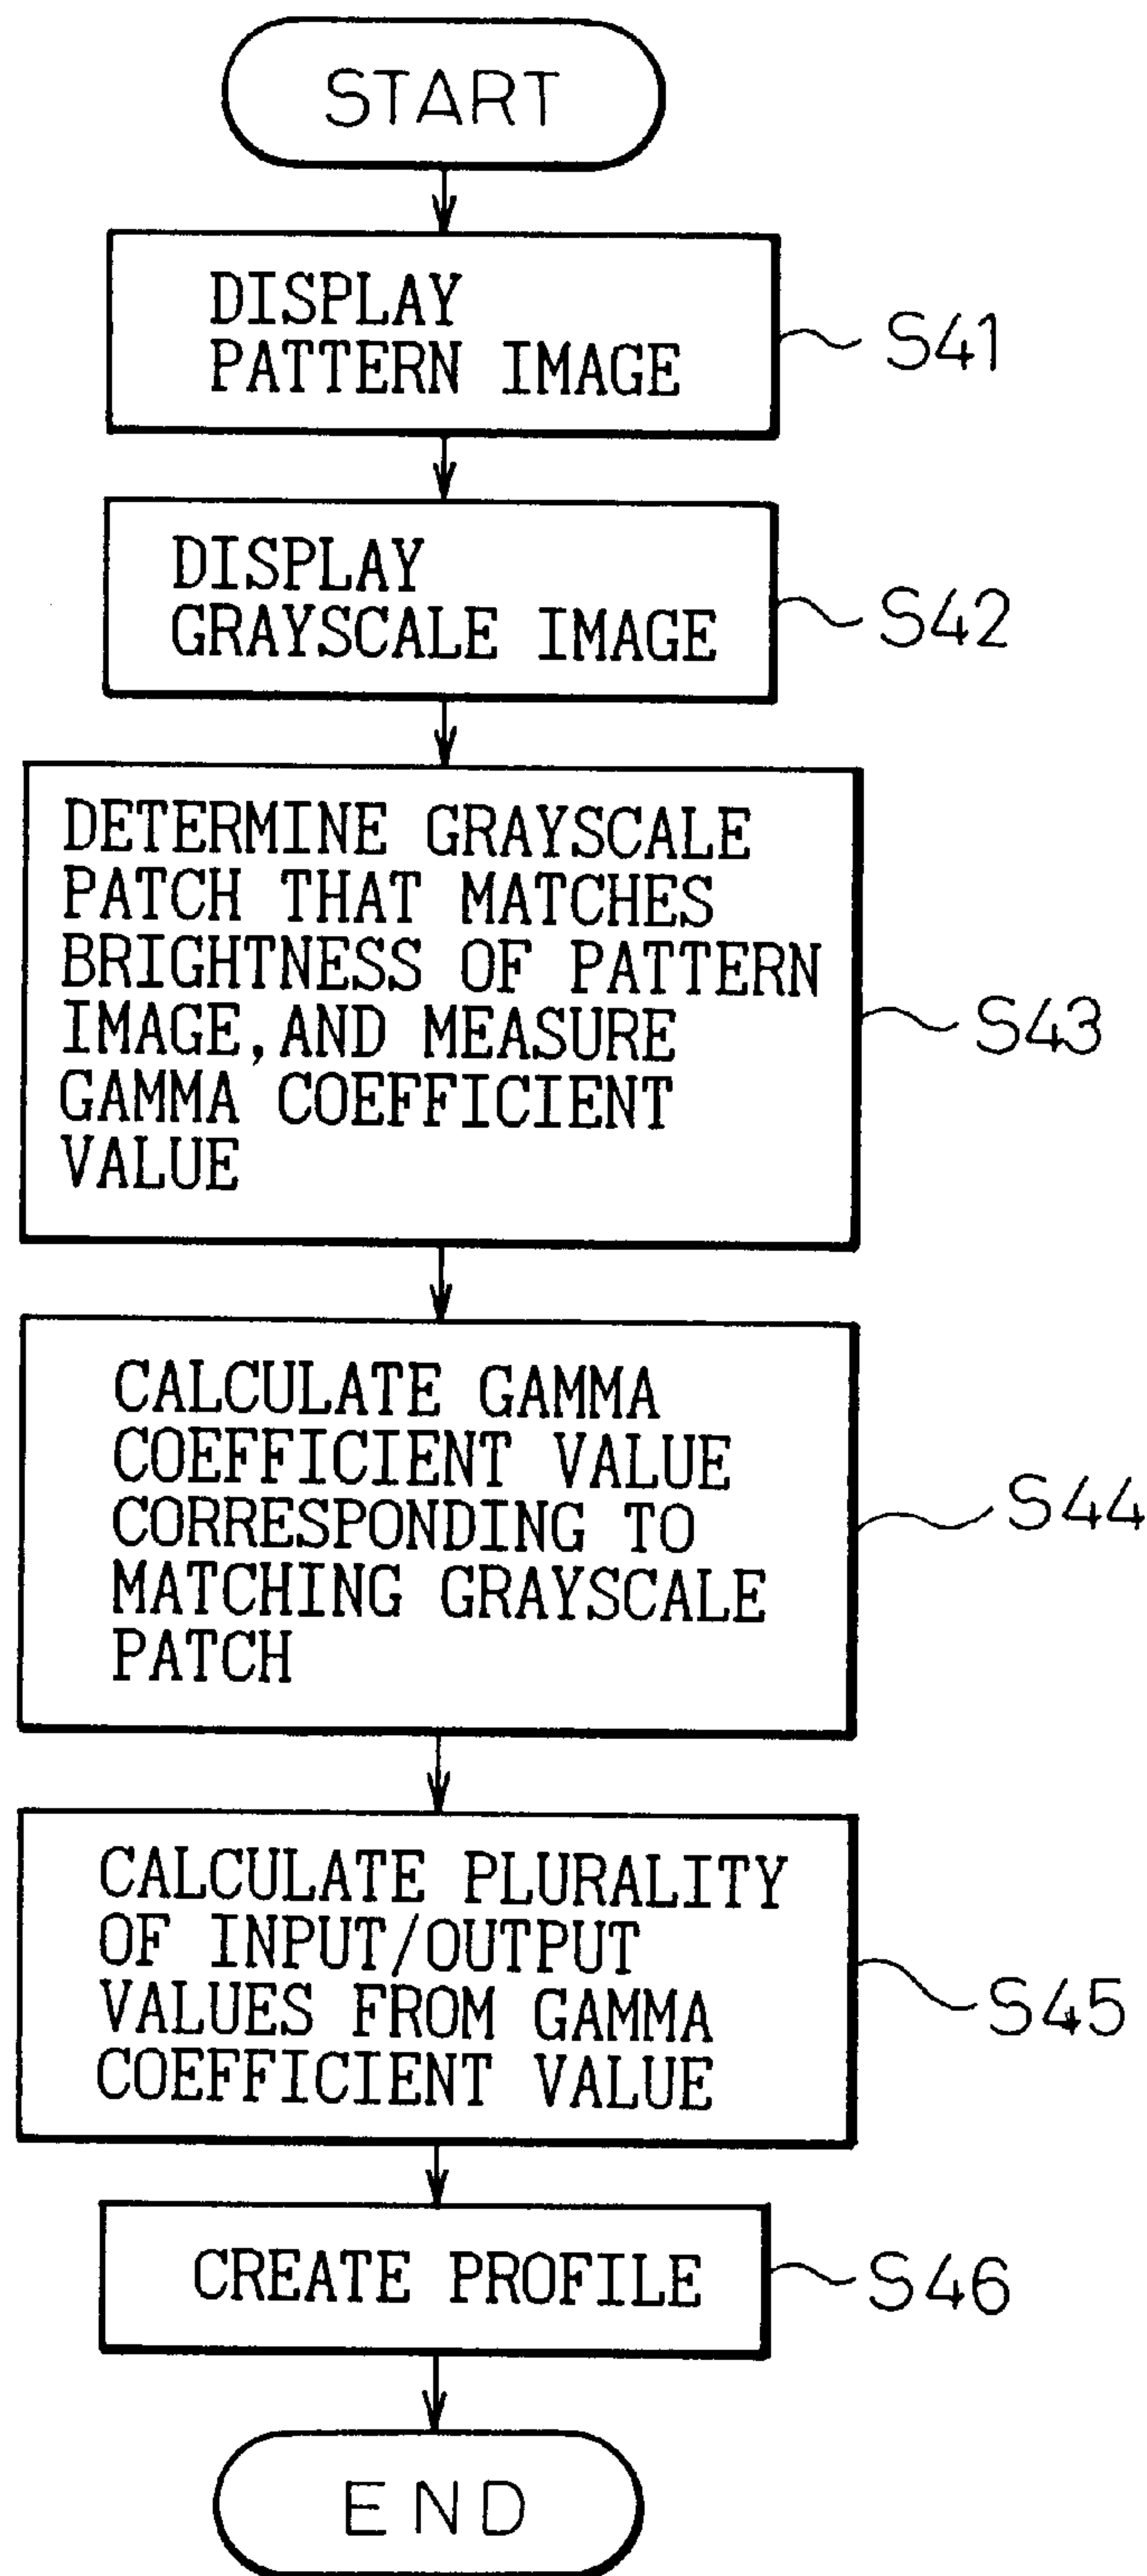 START
DISPLAY
PATTERN IMAGE
S41
DISPLAY
GRAYSCALE IMAGE
S42
DETERMINE GRAYSCALE
PATCH THAT MATCHES
BRIGHTNESS OF PATTERN
IMAGE, AND MEASURE
GAMMA COEFFICIENT
VALUE
S43
CALCULATE GAMMA
COEFFICIENT VALUE
CORRESPONDING TO
MATCHING GRAYSCALE
PATCH
S44
CALCULATE PLURALITY
OF INPUT/OUTPUT
VALUES FROM GAMMA
COEFFICIENT VALUE
S45
CREATE PROFILE
S46
END